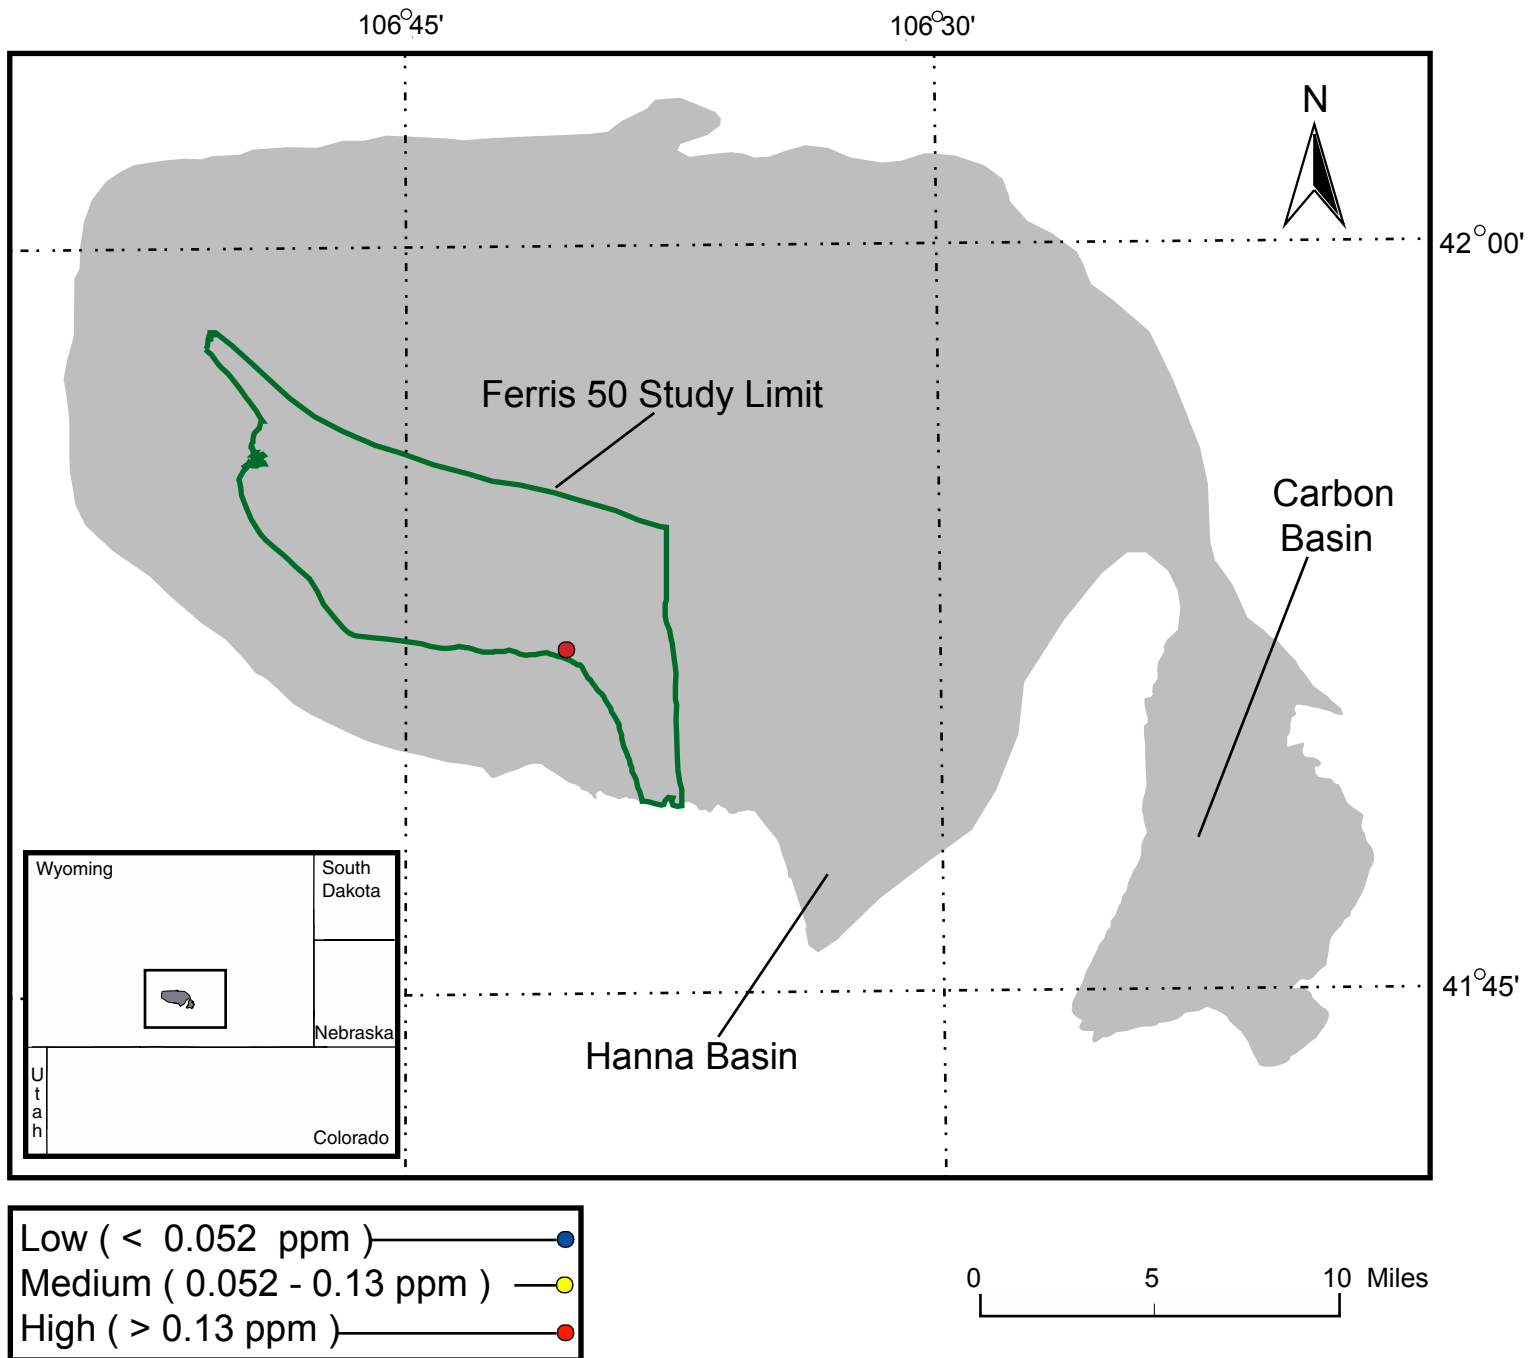 106°45'
106°30'
N
42°00'
Ferris 50 Study Limit
Carbon
Basin
41°45'
Hanna Basin
Wyoming
South
Dakota
Nebraska
Utah
Colorado
Low ( < 0.052 ppm )
Medium ( 0.052 - 0.13 ppm )
High ( > 0.13 ppm )
0 5 10 Miles